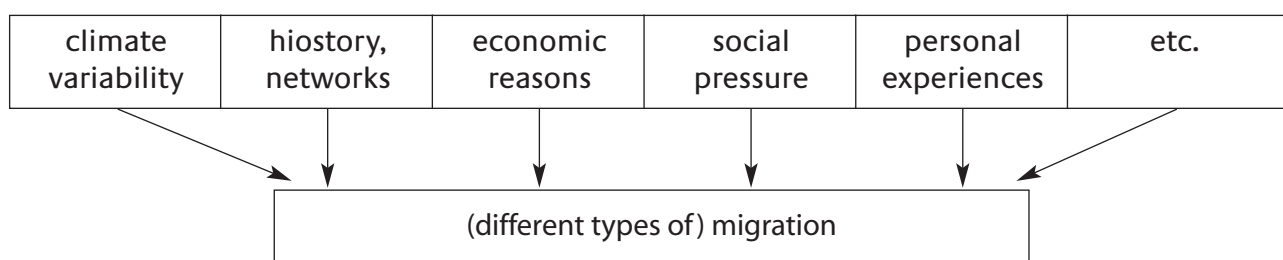 climate
variability
hiostory,
networks
economic
reasons
social
pressure
personal
experiences
etc.
(different types of) migration